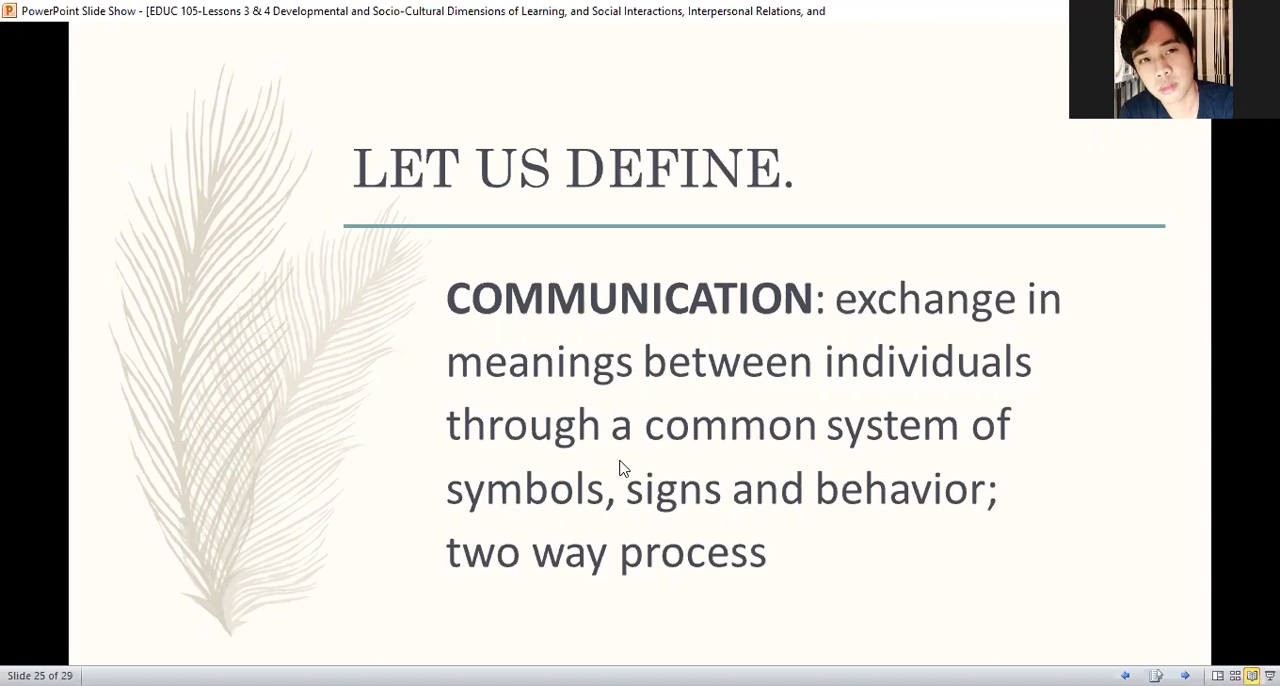 PowerPoint Slide Show - [EDUC 105-Lessons 3 & 4 Developmental and Socio-Cultural Dimensions of Learning, and Social Interactions, Interpersonal Relations, and
LET US DEFINE.
COMMUNICATION: exchange in
meanings between individuals
through a common system of
symbols, signs and behavior;
two way process
Slide 25 of 29